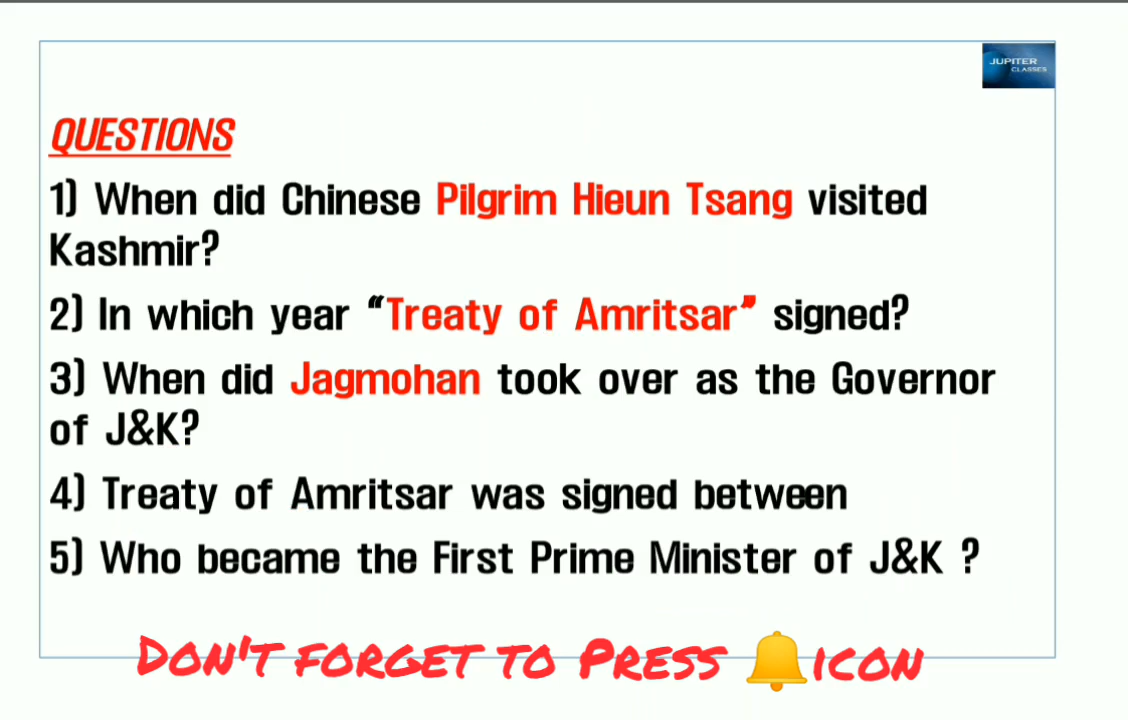 JUPITER
CLASSES
QUESTIONS
1) When did Chinese Pilgrim Hieun Tsang visited
Kashmir?
2) In which year “Treaty of Amritsar” signed?
3) When did Jagmohan took over as the Governor
of J&K?
4) Treaty of Amritsar was signed between
5) Who became the First Prime Minister of J&K ?
DON'T FORGET TO PRESS 🔔ICON